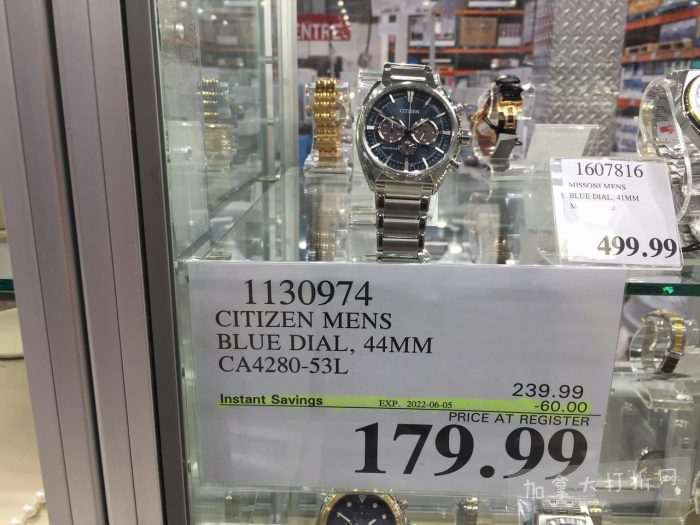 ENTRE
CITIZEN
1607816
MISSONI MENS
BLUE DIAL, 41MM
499.99
1130974
CITIZEN MENS
BLUE DIAL, 44MM
CA4280-53L
239.99
Instant Savings EXP. 2022-06-05 -60.00
PRICE AT REGISTER
179.99
加拿大打折网